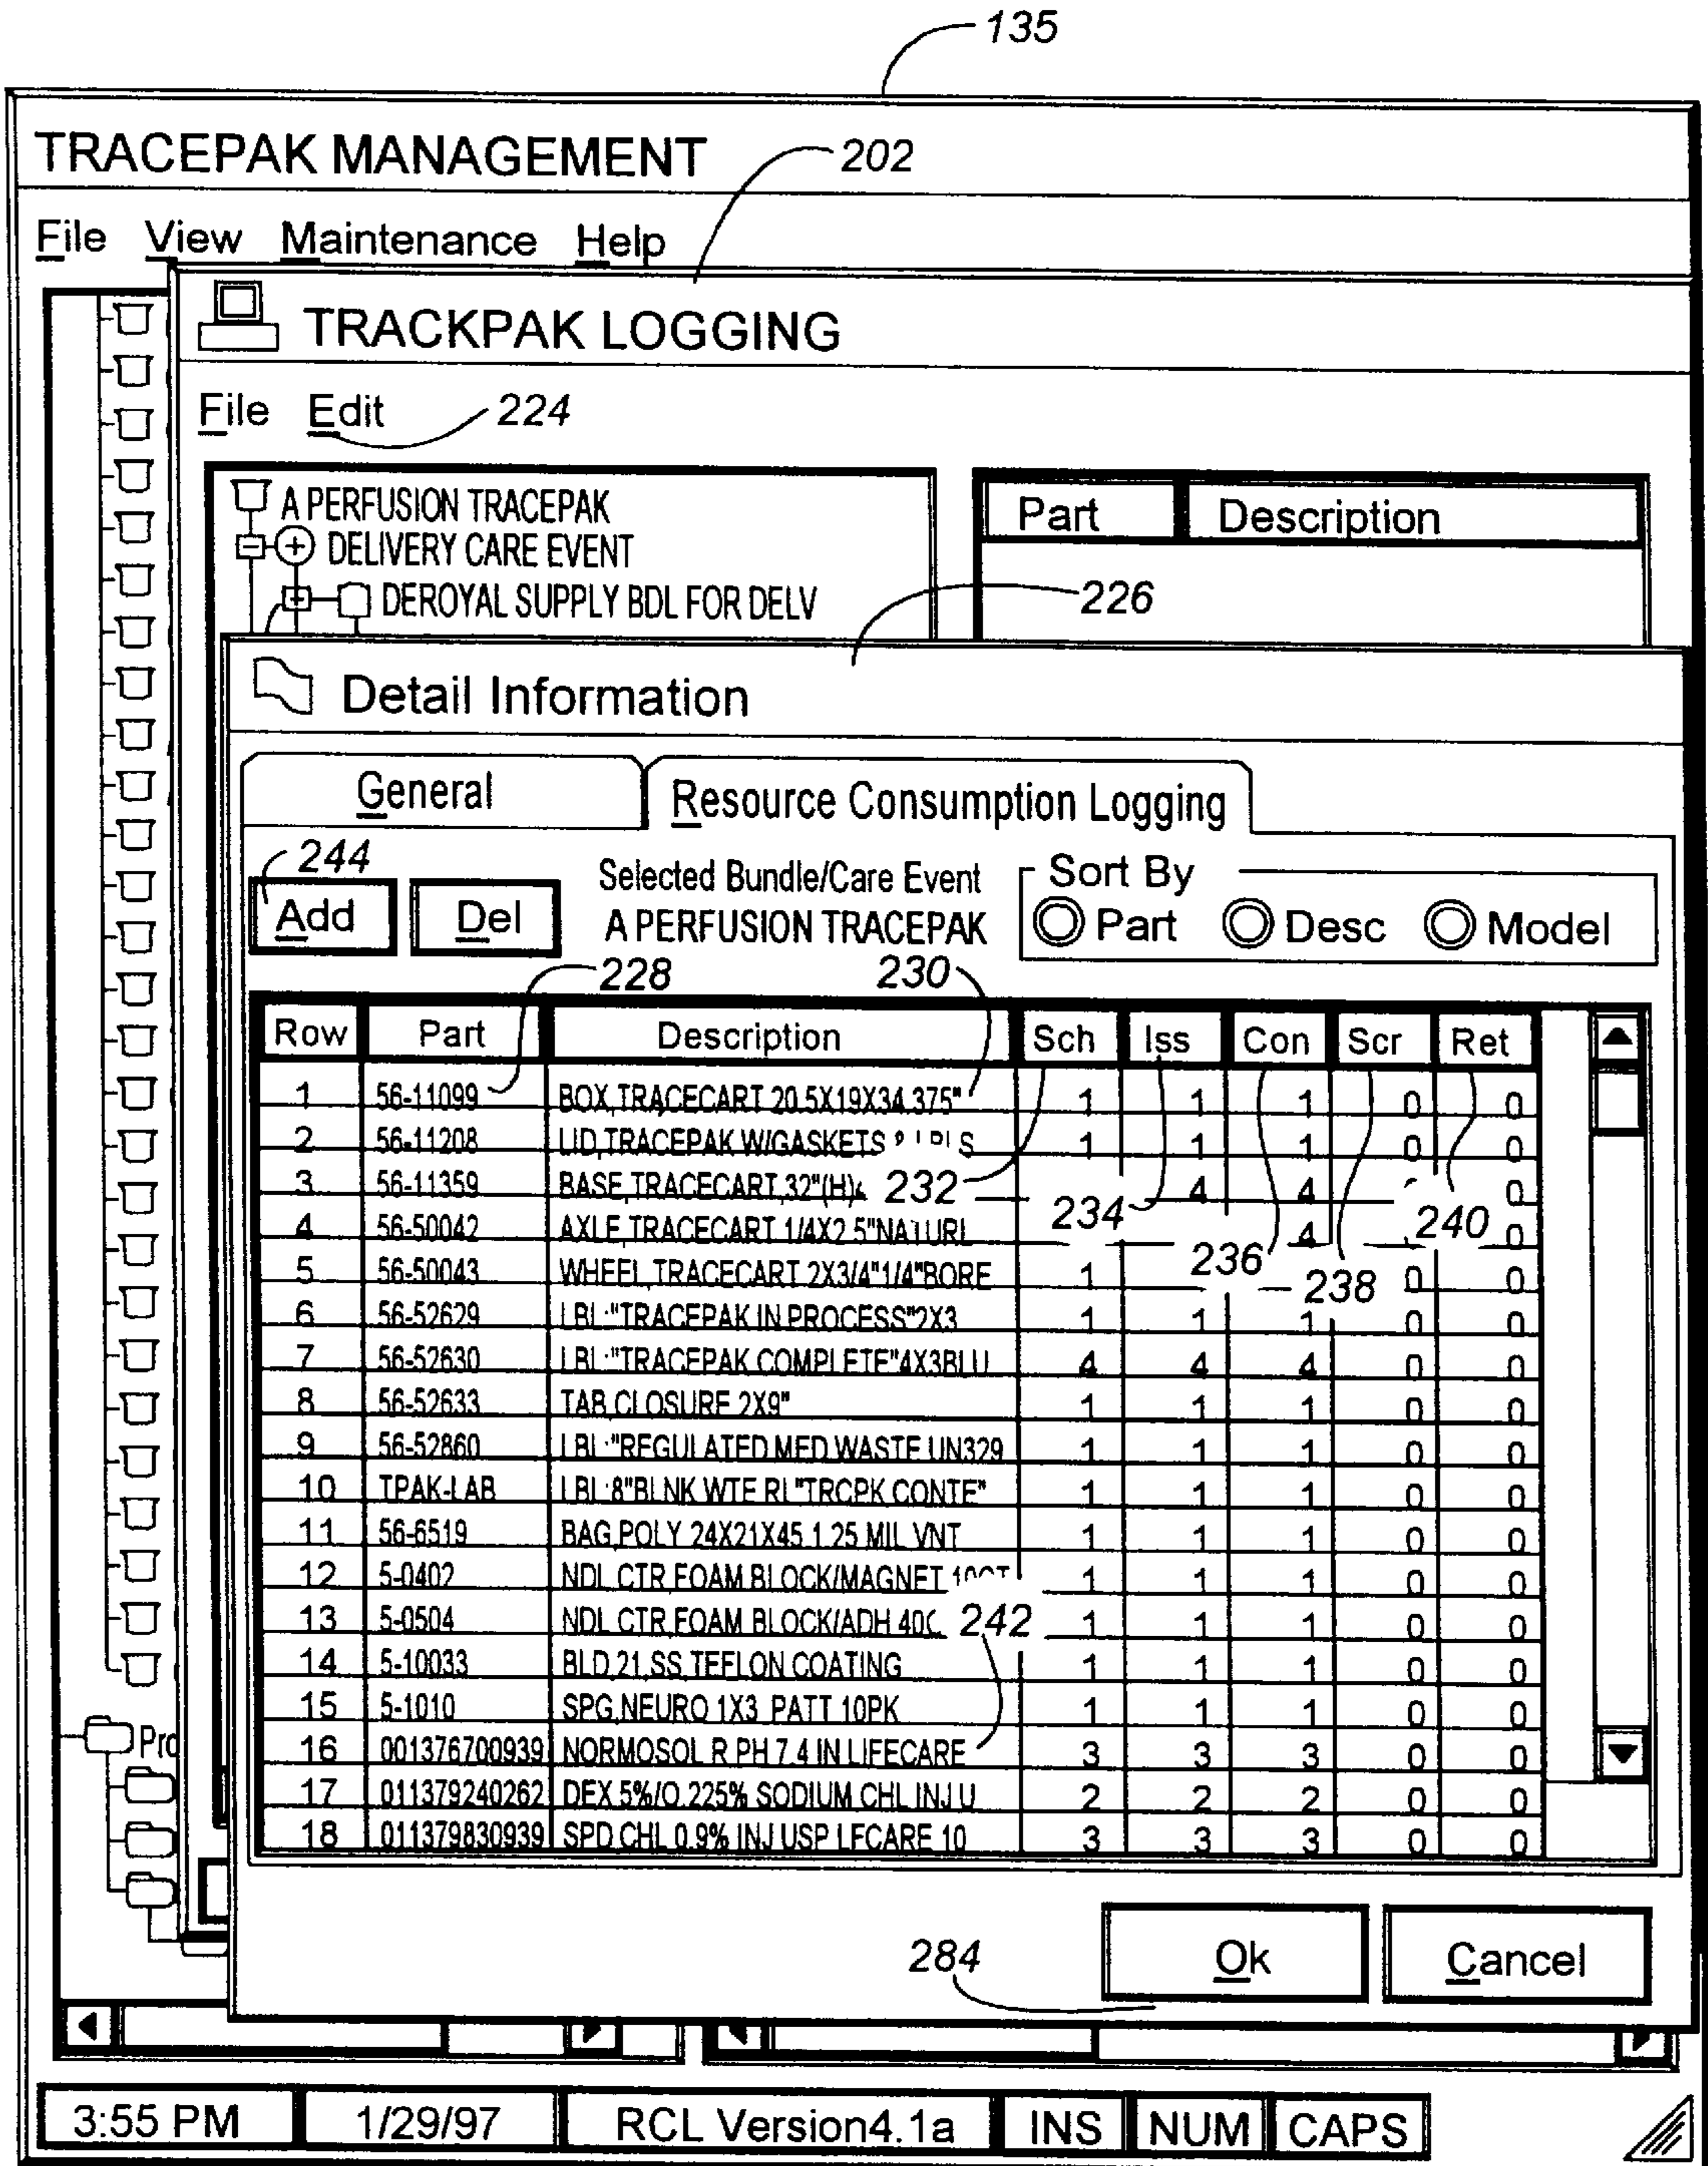 135
TRACEPAK MANAGEMENT
202
File View Maintenance Help
TRACKPAK LOGGING
File Edit
224
A PERFUSION TRACEPAK
DELIVERY CARE EVENT
DEROYAL SUPPLY BDL FOR DELV
Part Description
226
Detail Information
General Resource Consumption Logging
244
Add Del
Selected Bundle/Care Event
A PERFUSION TRACEPAK
Sort By
Part Desc Model
228 230
Row Part Description Sch Iss Con Scr Ret
1 56-11099 BOX,TRACECART 20.5X19X34.375" 1 1 1 0 0
2 56-11208 LID,TRACEPAK W/GASKETS 1 1 1 0 0
3 56-11359 BASE,TRACECART,32"(H) 4 4 0
232
234
240
4 56-50042 AXLE,TRACECART 1/4X2.5"NATURL 4 0
236
238
5 56-50043 WHEEL,TRACECART 2X3/4"1/4"BORE 1 0 0
6 56-52629 LBL:"TRACEPAK IN PROCESS"2X3 1 1 1 0 0
7 56-52630 LBL:"TRACEPAK COMPLETE"4X3BLU 4 4 4 0 0
8 56-52633 TAB,CLOSURE 2X9" 1 1 1 0 0
9 56-52860 LBL:"REGULATED MED WASTE UN329 1 1 1 0 0
10 TPAK-LAB LBL:8"BLNK WTE RL"TRCPK CONTE" 1 1 1 0 0
11 56-6519 BAG,POLY 24X21X45 1.25 MIL VNT 1 1 1 0 0
12 5-0402 NDL CTR,FOAM BLOCK/MAGNET 1 1 1 0 0
13 5-0504 NDL CTR,FOAM BLOCK/ADH 1 1 1 0 0
242
14 5-10033 BLD,21,SS TEFLON COATING 1 1 1 0 0
15 5-1010 SPG,NEURO 1X3 PATT 10PK 1 1 1 0 0
16 001376700939 NORMOSOL R PH 7.4 IN LIFECARE 3 3 3 0 0
17 011379240262 DEX 5%/0.225% SODIUM CHL INJ U 2 2 2 0 0
18 011379830939 SPD CHL 0.9% INJ USP LFCARE 10 3 3 3 0 0
Pro
284
Ok Cancel
3:55 PM 1/29/97 RCL Version4.1a INS NUM CAPS